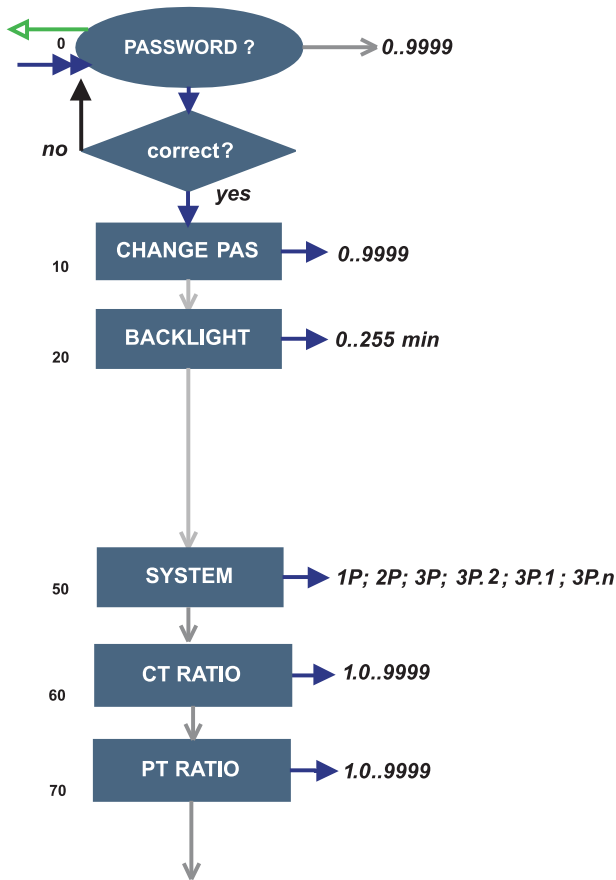 0 PASSWORD ? 0..9999
no correct?
yes
CHANGE PAS 0..9999
10
BACKLIGHT 0..255 min
20
SYSTEM 1P; 2P; 3P; 3P.2; 3P.1; 3P.n
50
CT RATIO 1.0..9999
60
PT RATIO 1.0..9999
70